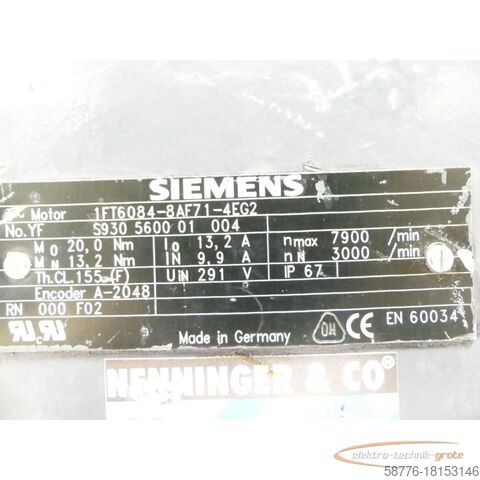 SIEMENS
3~ Motor 1FT6084-8AF71-4EG2
No.YF S930 5600 01 004
M0 20,0 Nm I0 13,2 A nmax 7900 /min
MN 13,2 Nm IN 9,9 A nN 3000 /min
Th.CL.155 (F) UIN 291 V IP 67
Encoder A-2048
RN 000 F02
Made in Germany CE EN 60034
NENNINGER & CO
elektro-technik-grote
58776-18153146